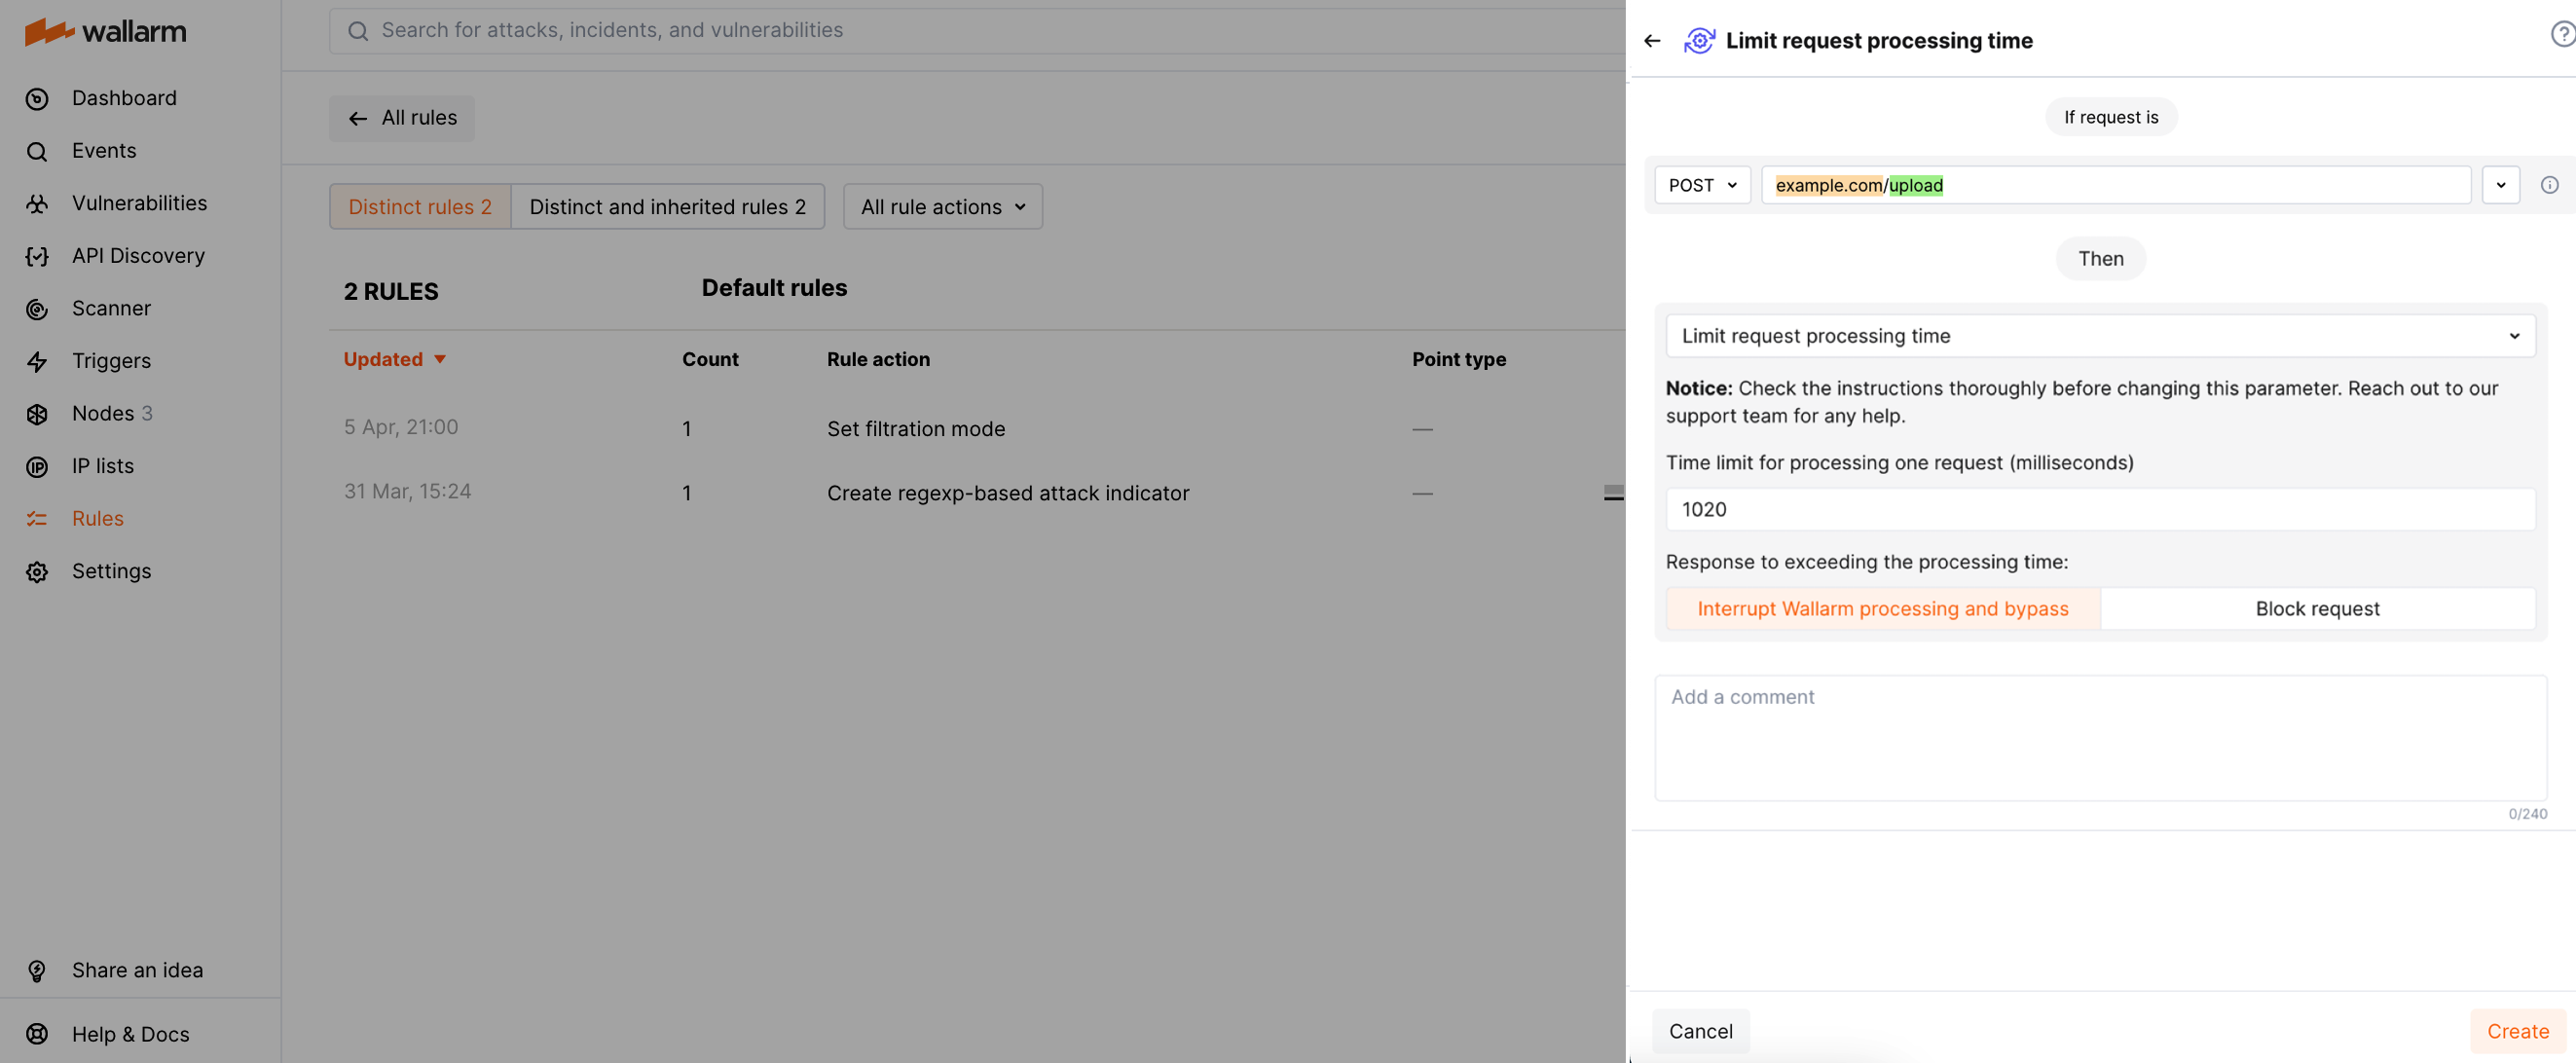 wallarm
Dashboard
Events
Vulnerabilities
API Discovery
Scanner
Triggers
Nodes 3
IP lists
Rules
Settings
Share an idea
Help & Docs
Search for attacks, incidents, and vulnerabilities
All rules
Distinct rules 2
Distinct and inherited rules 2
All rule actions
2 RULES
Default rules
Updated Count Rule action Point type
5 Apr, 21:00 1 Set filtration mode —
31 Mar, 15:24 1 Create regexp-based attack indicator —
Limit request processing time
?
If request is
POST
example.com/upload
Then
Limit request processing time
Notice: Check the instructions thoroughly before changing this parameter. Reach out to our
support team for any help.
Time limit for processing one request (milliseconds)
1020
Response to exceeding the processing time:
Interrupt Wallarm processing and bypass
Block request
Add a comment
0/240
Cancel
Create